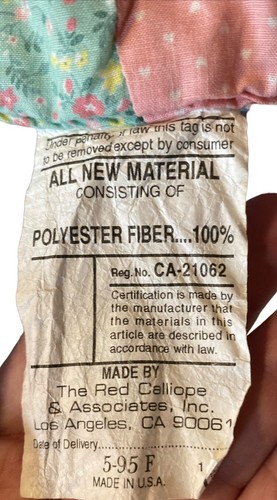 Under penalty of law this tag is not
to be removed except by consumer
ALL NEW MATERIAL
CONSISTING OF
POLYESTER FIBER....100%
Reg. No. CA-21062
Certification is made by
the manufacturer that
the materials in this
article are described in
accordance with law.
MADE BY
The Red Calliope
& Associates, Inc.
Los Angeles, CA 90061
Date of Delivery
5-95 F
MADE IN U.S.A.